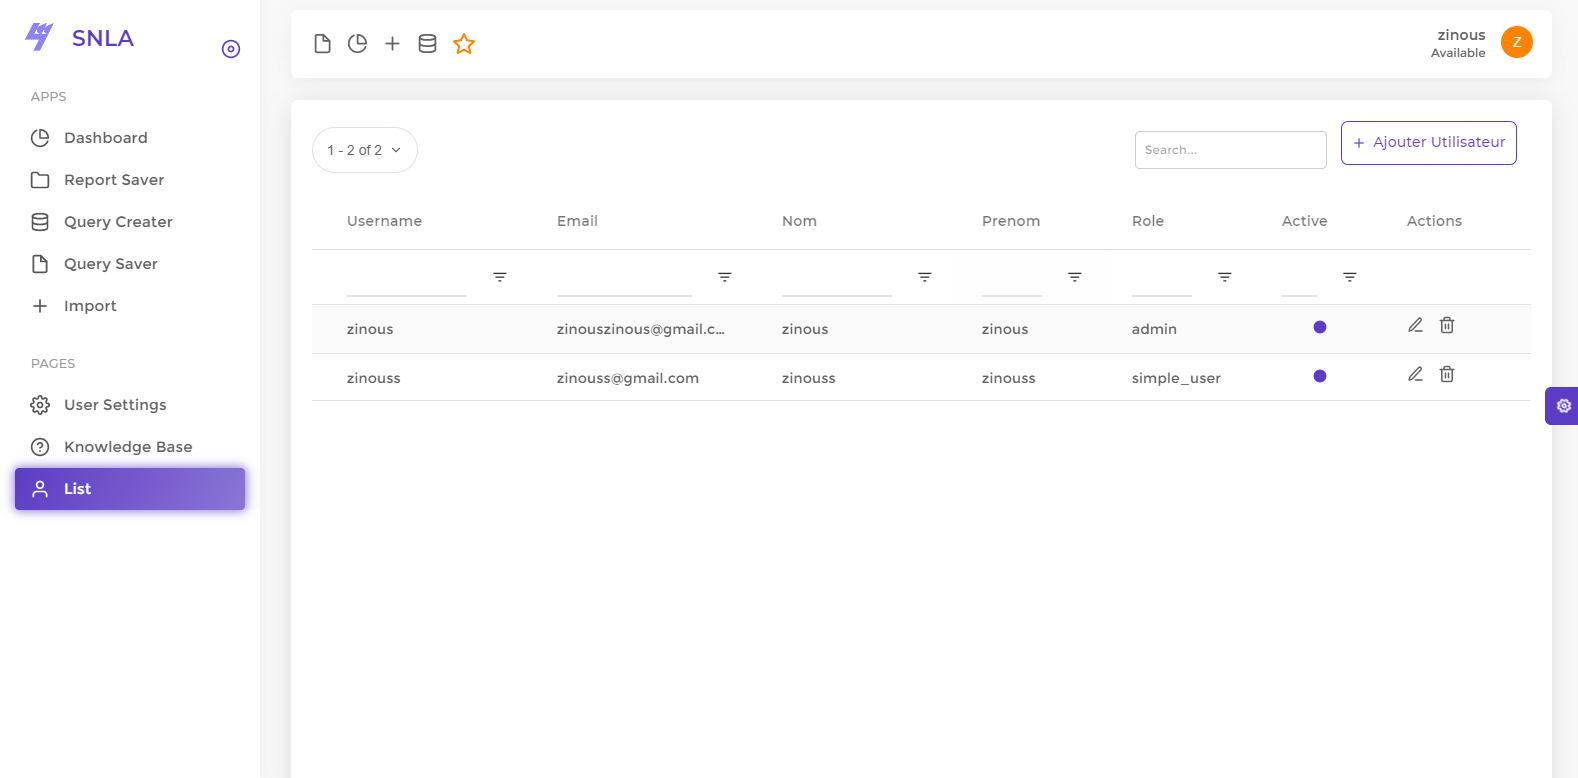 SNLA
APPS
Dashboard
Report Saver
Query Creater
Query Saver
Import
PAGES
User Settings
Knowledge Base
List
zinous
Available
Z
1 - 2 of 2
Search...
+ Ajouter Utilisateur
Username Email Nom Prenom Role Active Actions
zinous zinouszinous@gmail.c... zinous zinous admin
zinouss zinouss@gmail.com zinouss zinouss simple_user